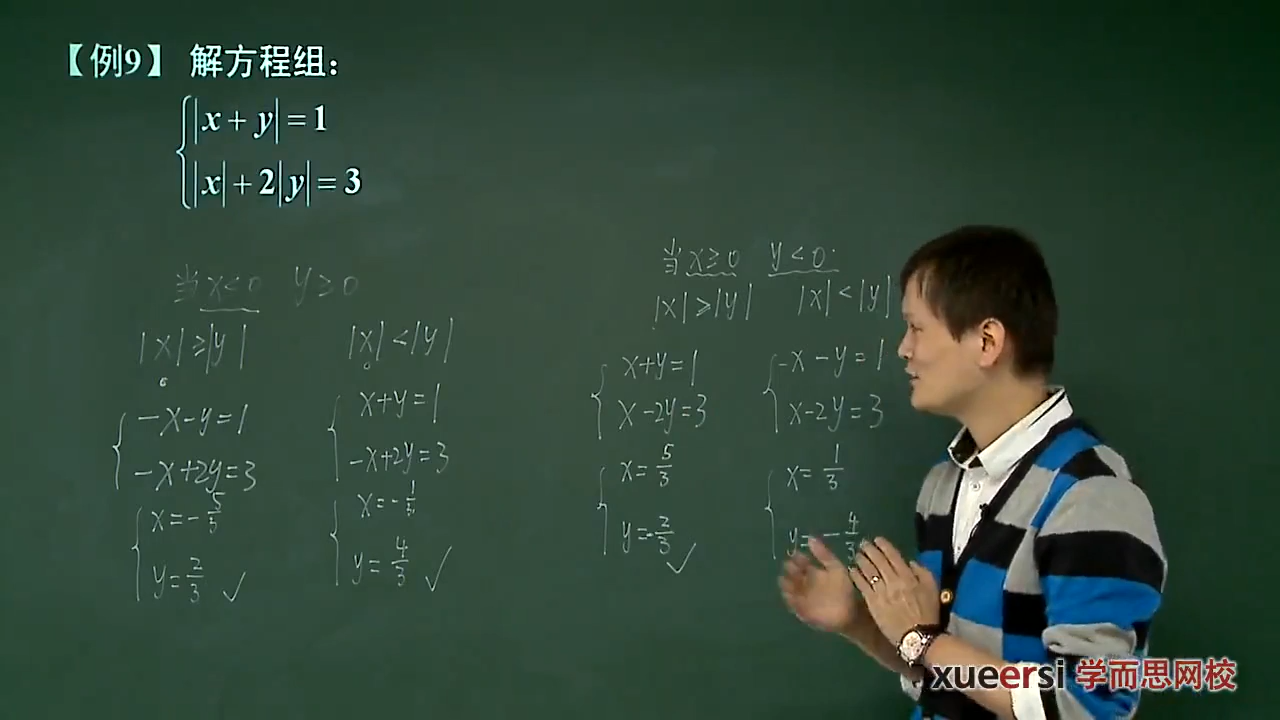 【例9】 解方程组：
|x+y|=1
|x|+2|y|=3
当x<0 y≥0
|x|≥|y|
-x-y=1
-x+2y=3
x=-5/3
y=2/3 ✓
|x|<|y|
x+y=1
-x+2y=3
x=-1/3
y=4/3 ✓
当x≥0 y<0
|x|≥|y|
x+y=1
x-2y=3
x=5/3
y=-2/3 ✓
|x|<|y|
-x-y=1
x-2y=3
x=1/3
y=-4/3
xueersi 学而思网校